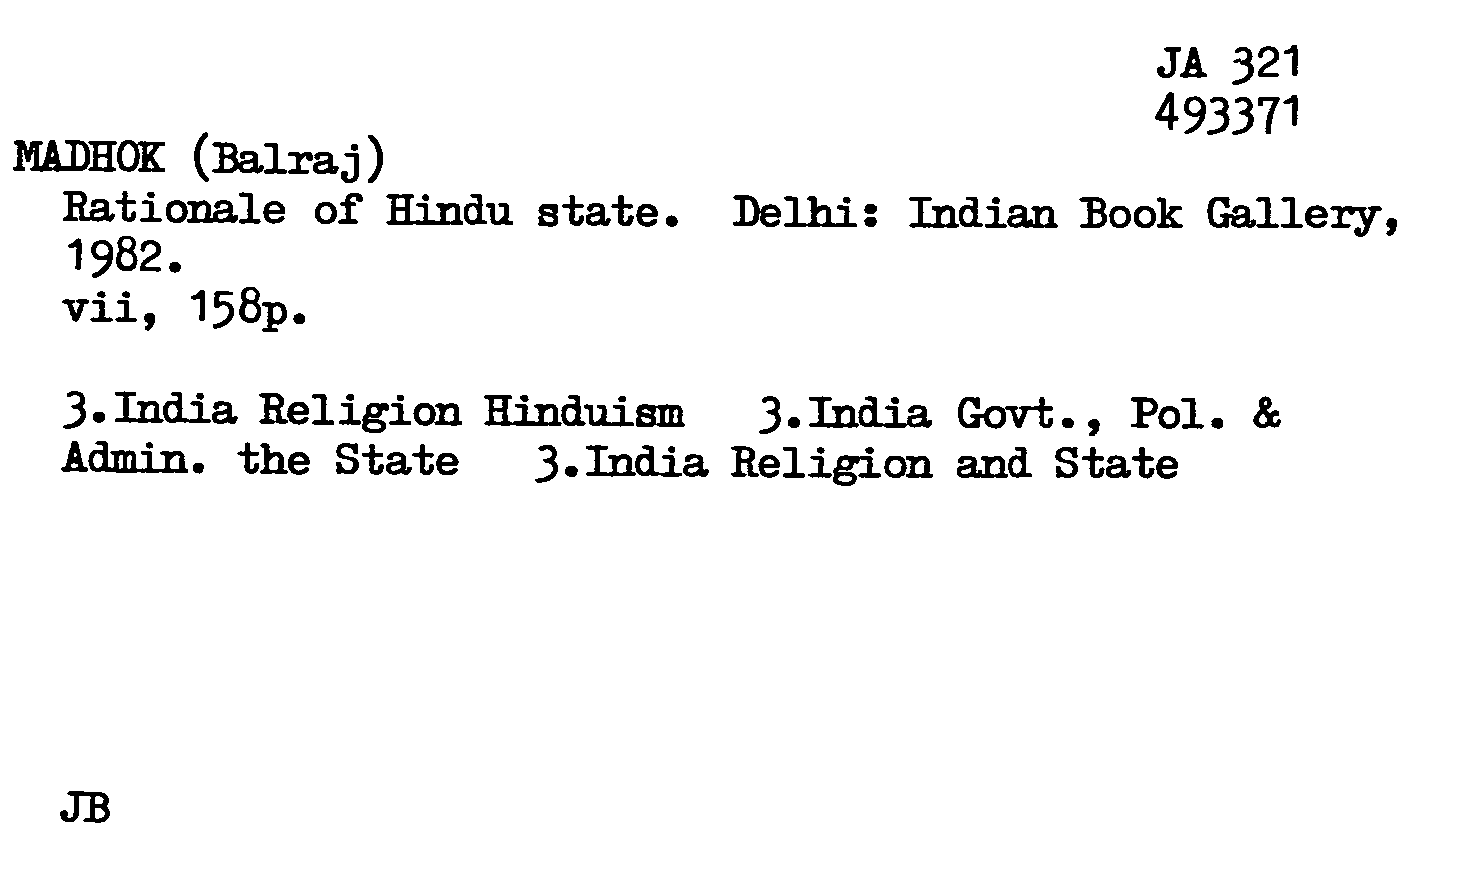 JA 321
493371
MADHOK (Balraj)
Rationale of Hindu state. Delhi: Indian Book Gallery,
1982.
vii, 158p.
3.India Religion Hinduism 3.India Govt., Pol. &
Admin. the State 3.India Religion and State
JB